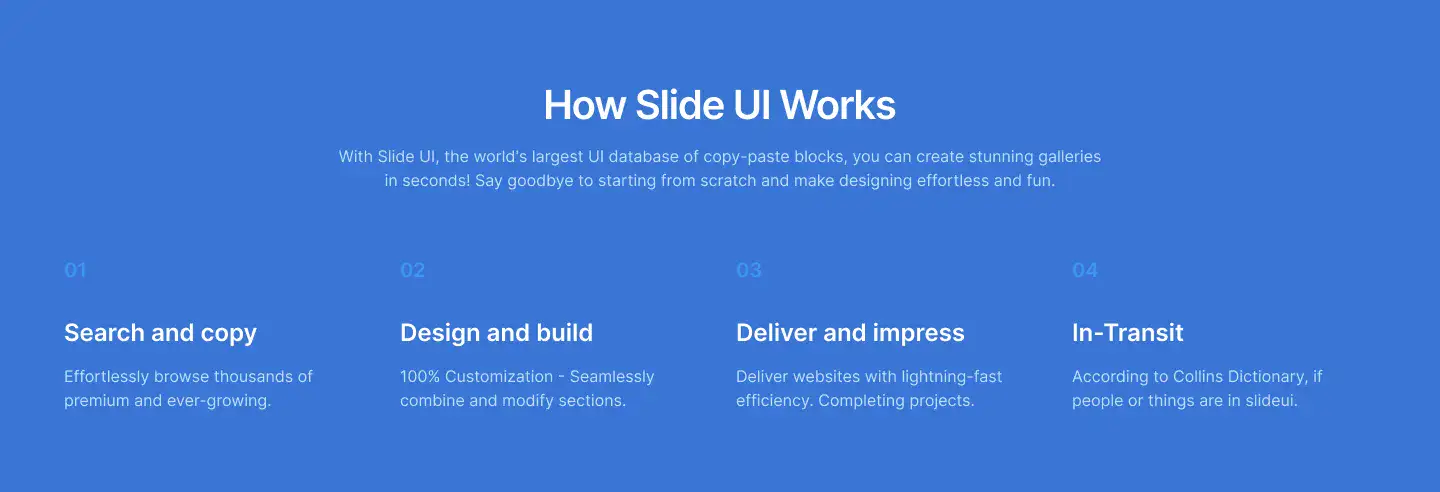 How Slide UI Works
With Slide UI, the world's largest UI database of copy-paste blocks, you can create stunning galleries
in seconds! Say goodbye to starting from scratch and make designing effortless and fun.
01
Search and copy
Effortlessly browse thousands of
premium and ever-growing.
02
Design and build
100% Customization - Seamlessly
combine and modify sections.
03
Deliver and impress
Deliver websites with lightning-fast
efficiency. Completing projects.
04
In-Transit
According to Collins Dictionary, if
people or things are in slideui.